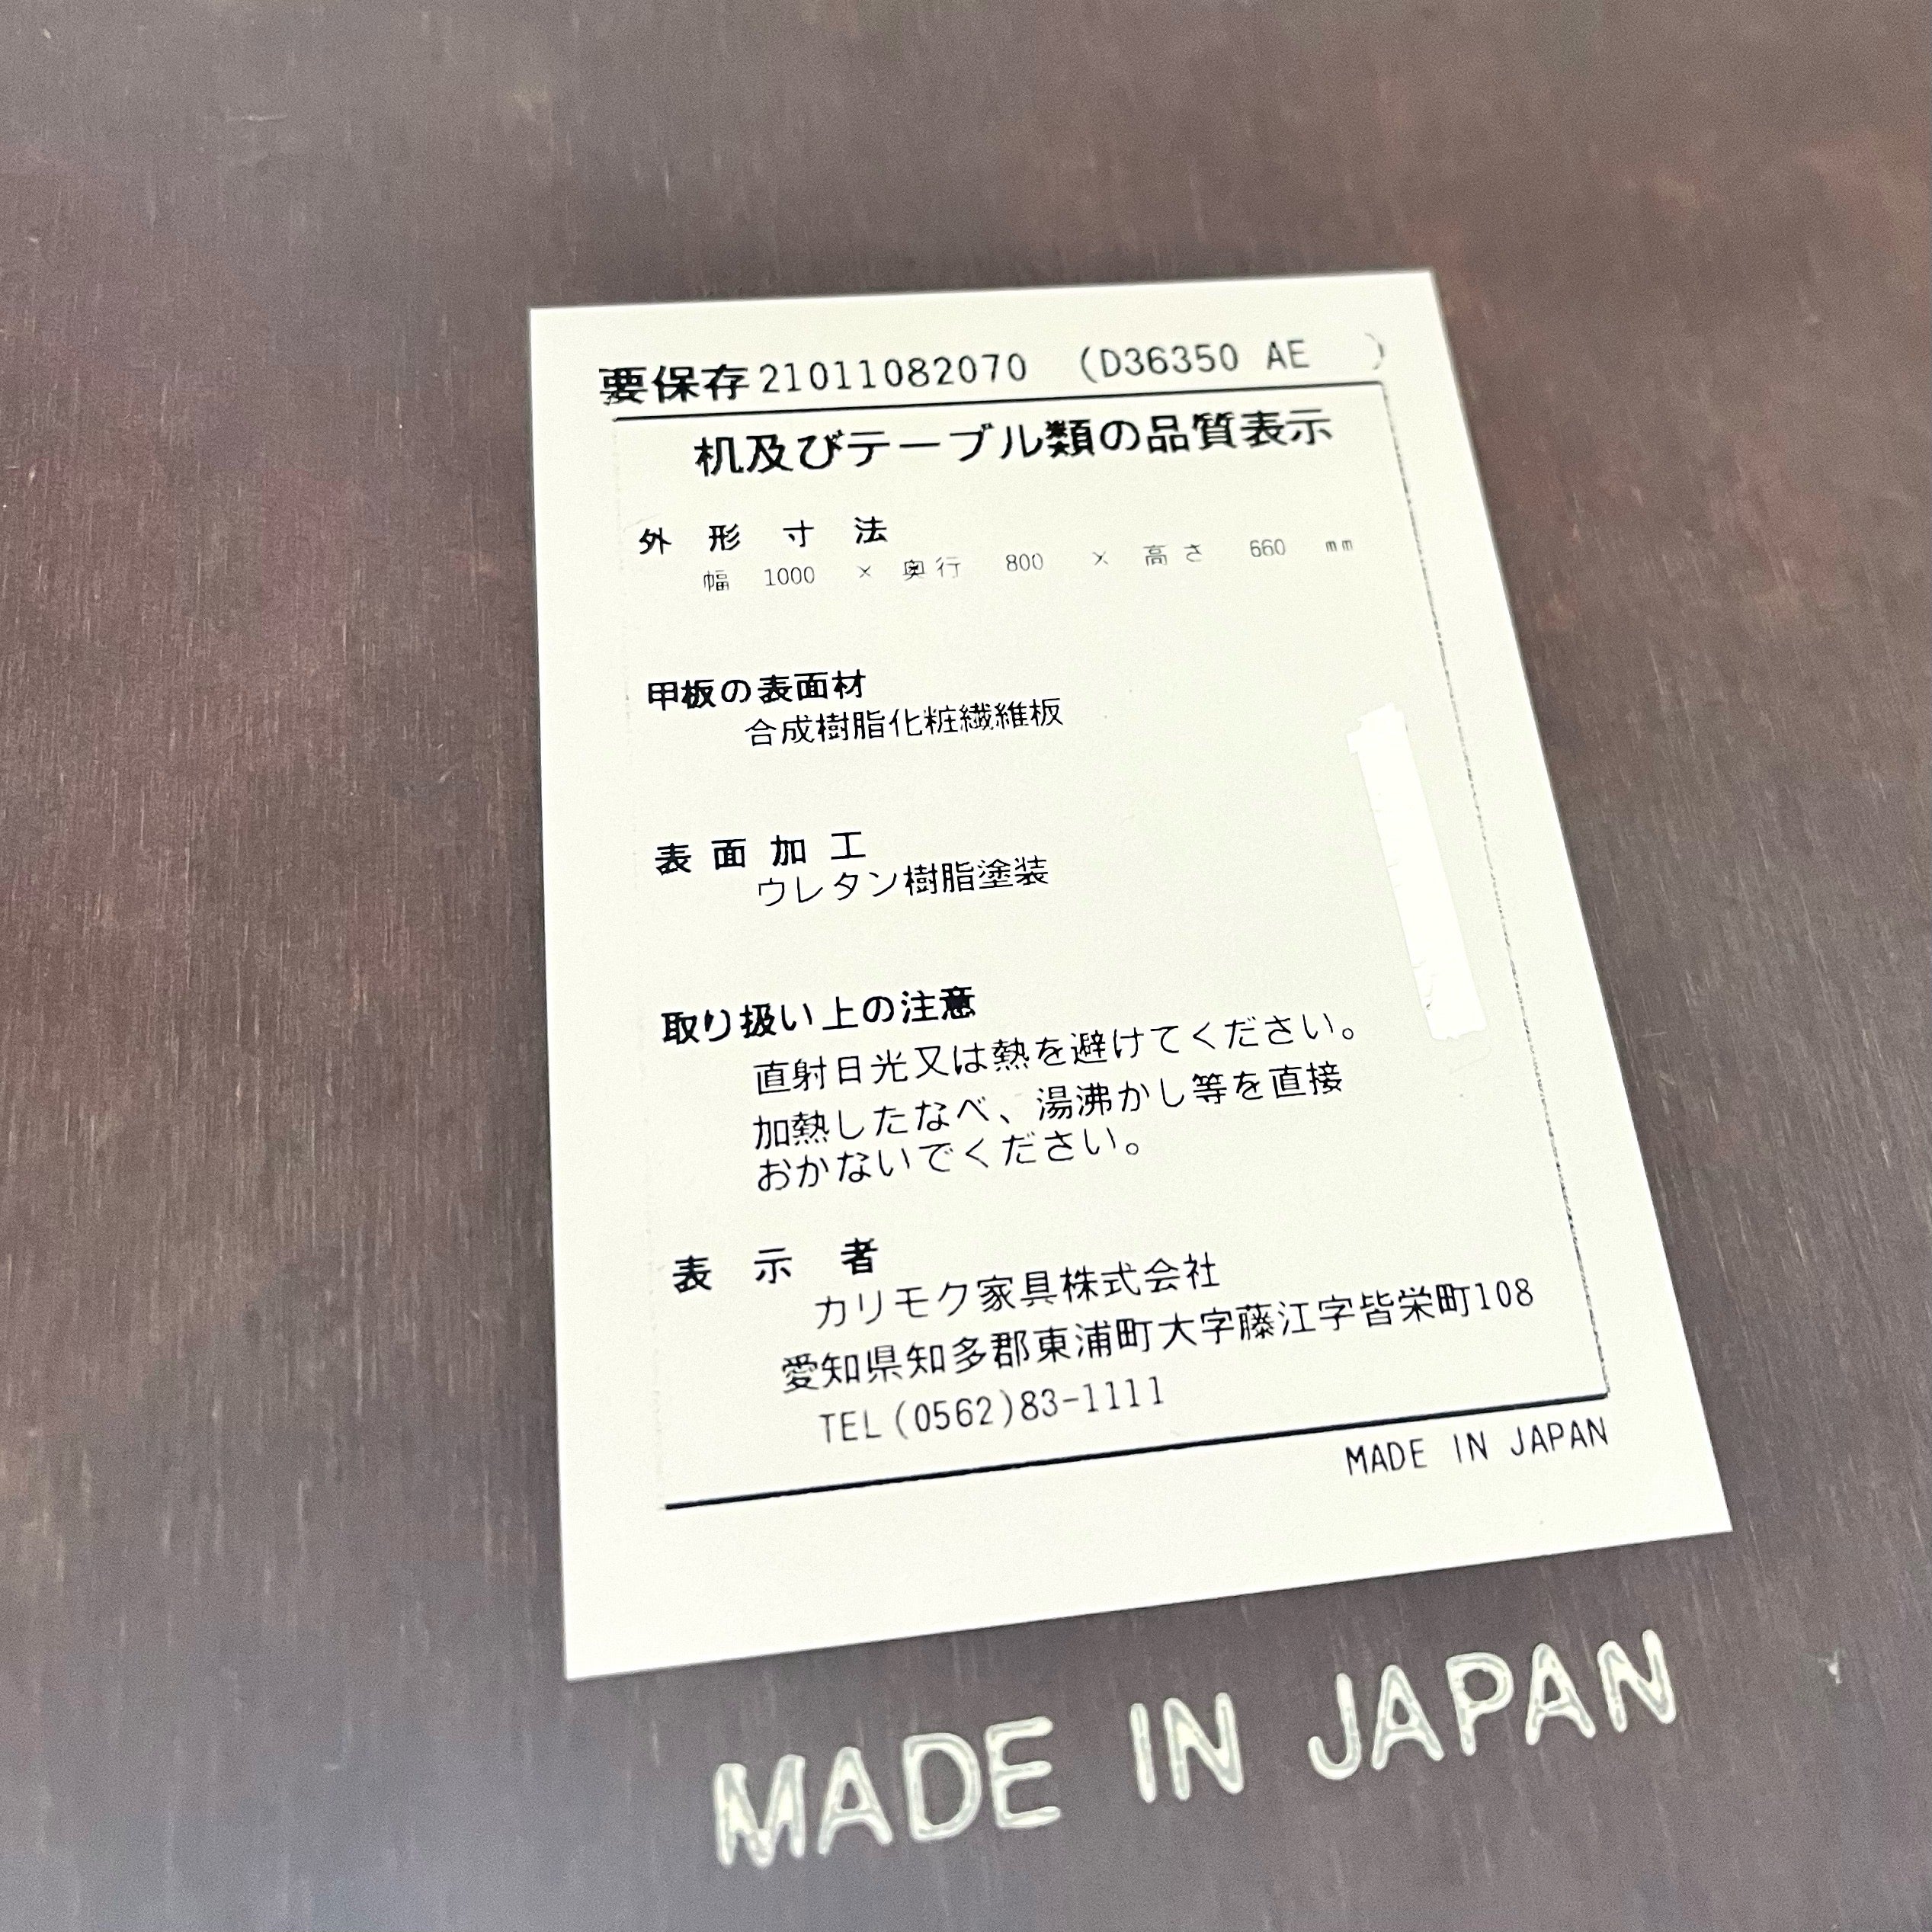 要保存21011082070 (D36350 AE )
机及びテーブル類の品質表示
外形寸法
幅 1000 × 奥行 800 × 高さ 660 mm
甲板の表面材
合成樹脂化粧繊維板
表面加工
ウレタン樹脂塗装
取り扱い上の注意
直射日光又は熱を避けてください。
加熱したなべ、湯沸かし等を直接
おかないでください。
表示者
カリモク家具株式会社
愛知県知多郡東浦町大字藤江字皆栄町108
TEL(0562)83-1111
MADE IN JAPAN
MADE IN JAPAN